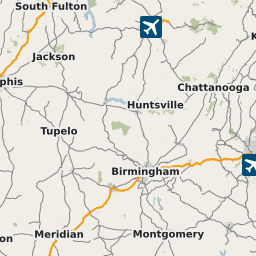 South Fulton
Jackson
phis
Chattanooga
Huntsville
Tupelo
Birmingham
on
Meridian
Montgomery